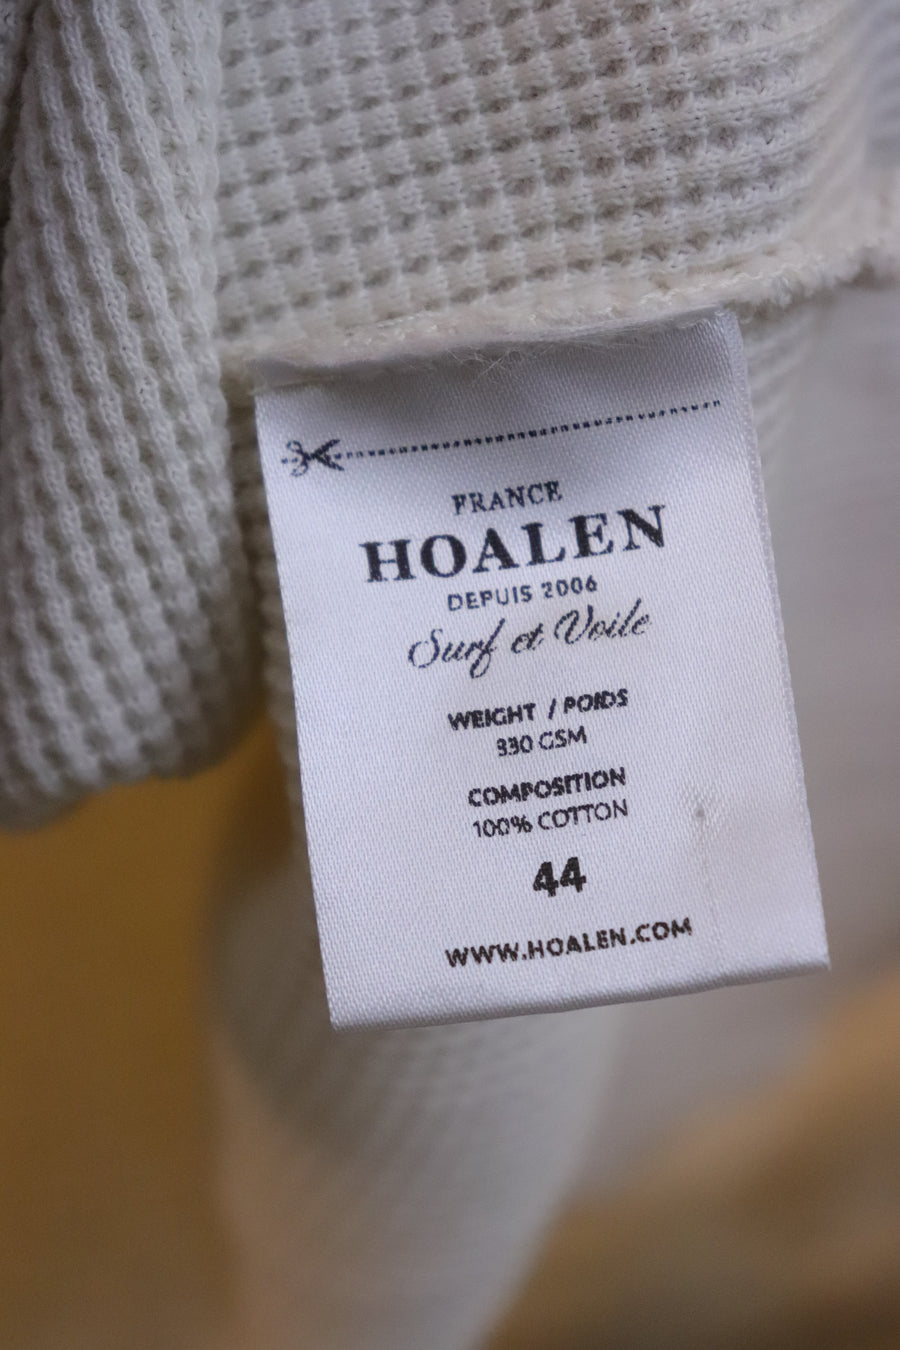 FRANCE
HOALEN
DEPUIS 2006
Surf et Voile
WEIGHT / POIDS
330 GSM
COMPOSITION
100% COTTON
44
WWW.HOALEN.COM